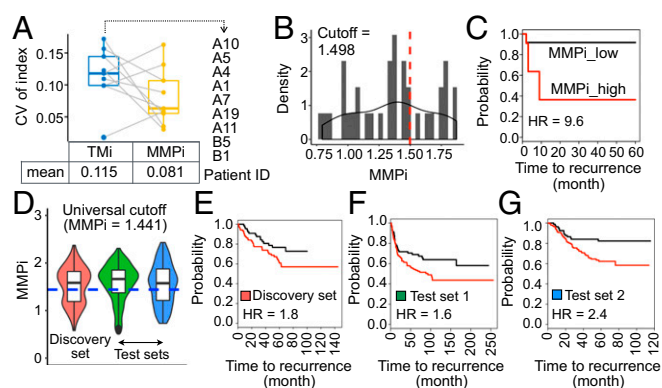 A
CV of index
0.15
0.10
0.05
TMi
MMPi
mean
0.115
0.081
A10
A5
A4
A1
A7
A19
A11
B5
B1
Patient ID
B
Cutoff =
1.498
Density
0.75 1.00 1.25 1.50 1.75
MMPi
C
Probability
1.0
0.8
0.6
0.4
0.2
0.0
MMPi_low
MMPi_high
HR = 9.6
0 10 20 30 40 50 60
Time to recurrence
(month)
D
MMPi
3
2
1
0
Universal cutoff
(MMPi = 1.441)
Discovery
set
Test sets
E
Probability
1.0
0.8
0.6
0.4
0.2
0.0
Discovery set
HR = 1.8
0 20 60 100 140
Time to recurrence
(month)
F
Probability
1.0
0.8
0.6
0.4
0.2
0.0
Test set 1
HR = 1.6
0 50 100 150 200 250
Time to recurrence
(month)
G
Probability
1.0
0.8
0.6
0.4
0.2
0.0
Test set 2
HR = 2.4
0 20 40 60 80 100 120
Time to recurrence
(month)